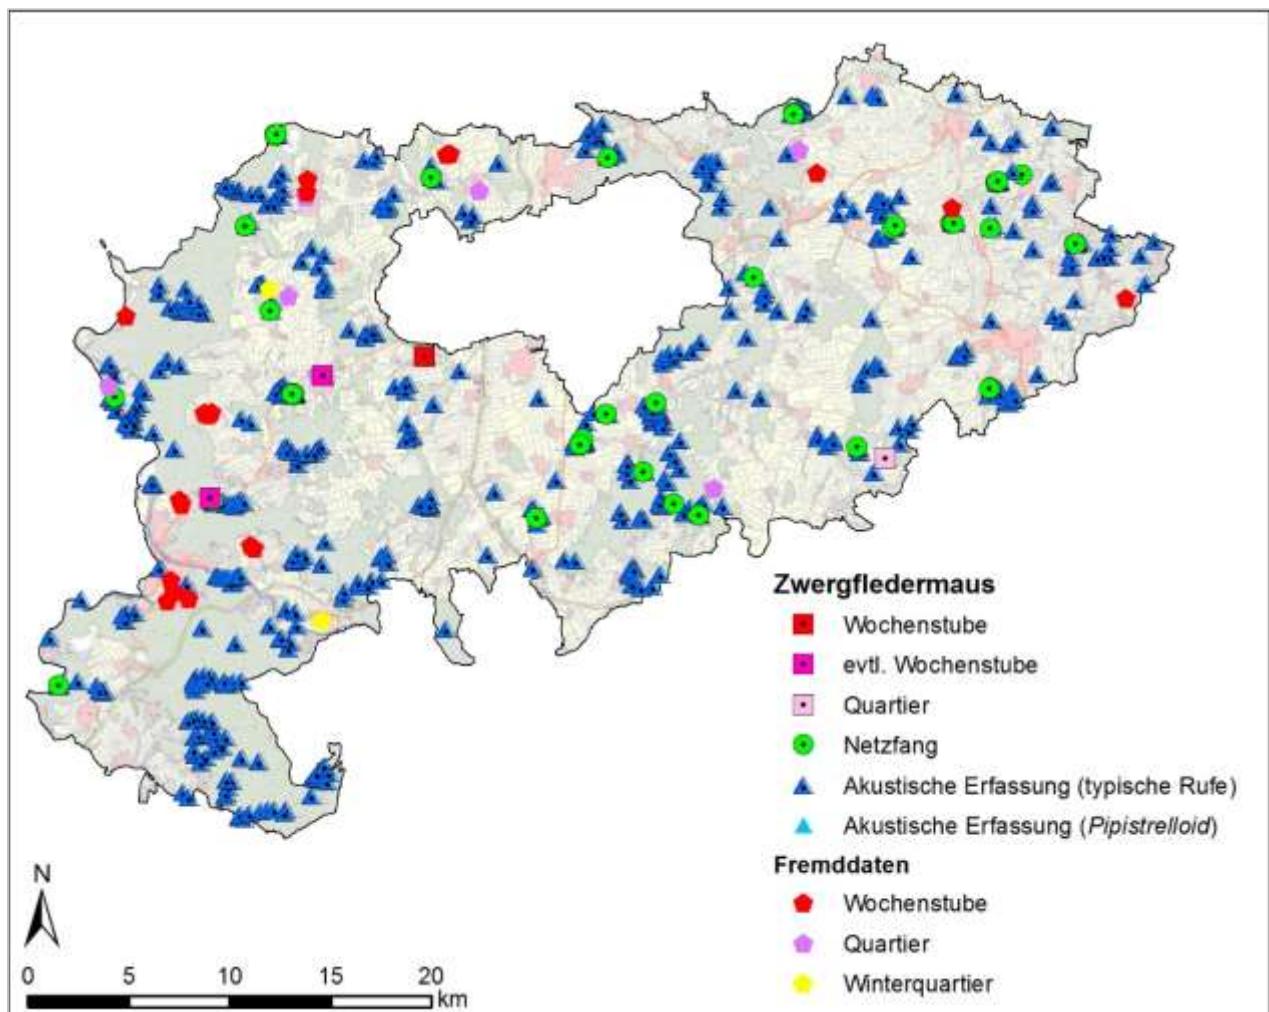 Zwergfledermaus
Wochenstube
evtl. Wochenstube
Quartier
Netzfang
Akustische Erfassung (typische Rufe)
Akustische Erfassung (Pipistrelloid)
Fremddaten
Wochenstube
Quartier
Winterquartier
N
0 5 10 15 20
km